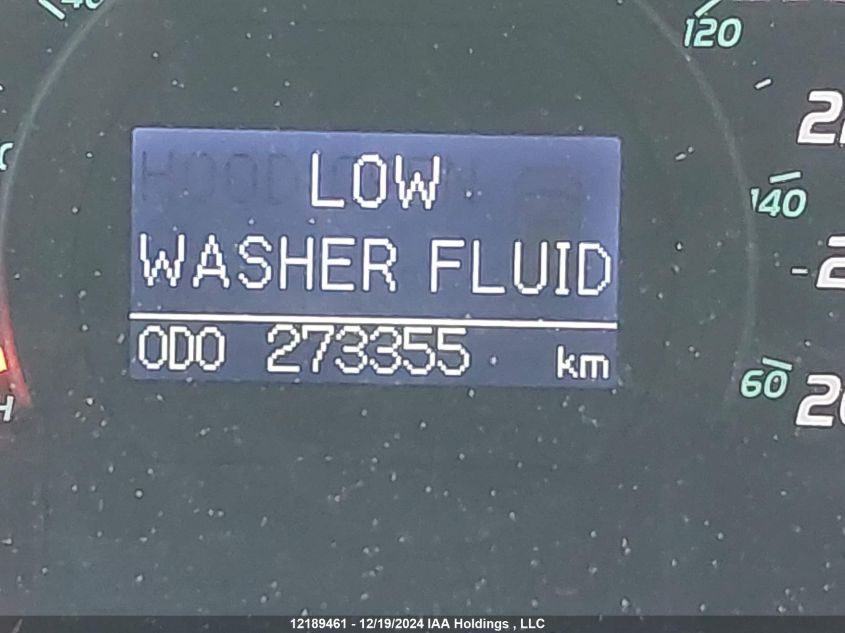 120
LOW
140
WASHER FLUID
ODO 273355 km
60
H
12189461 - 12/19/2024 IAA Holdings , LLC